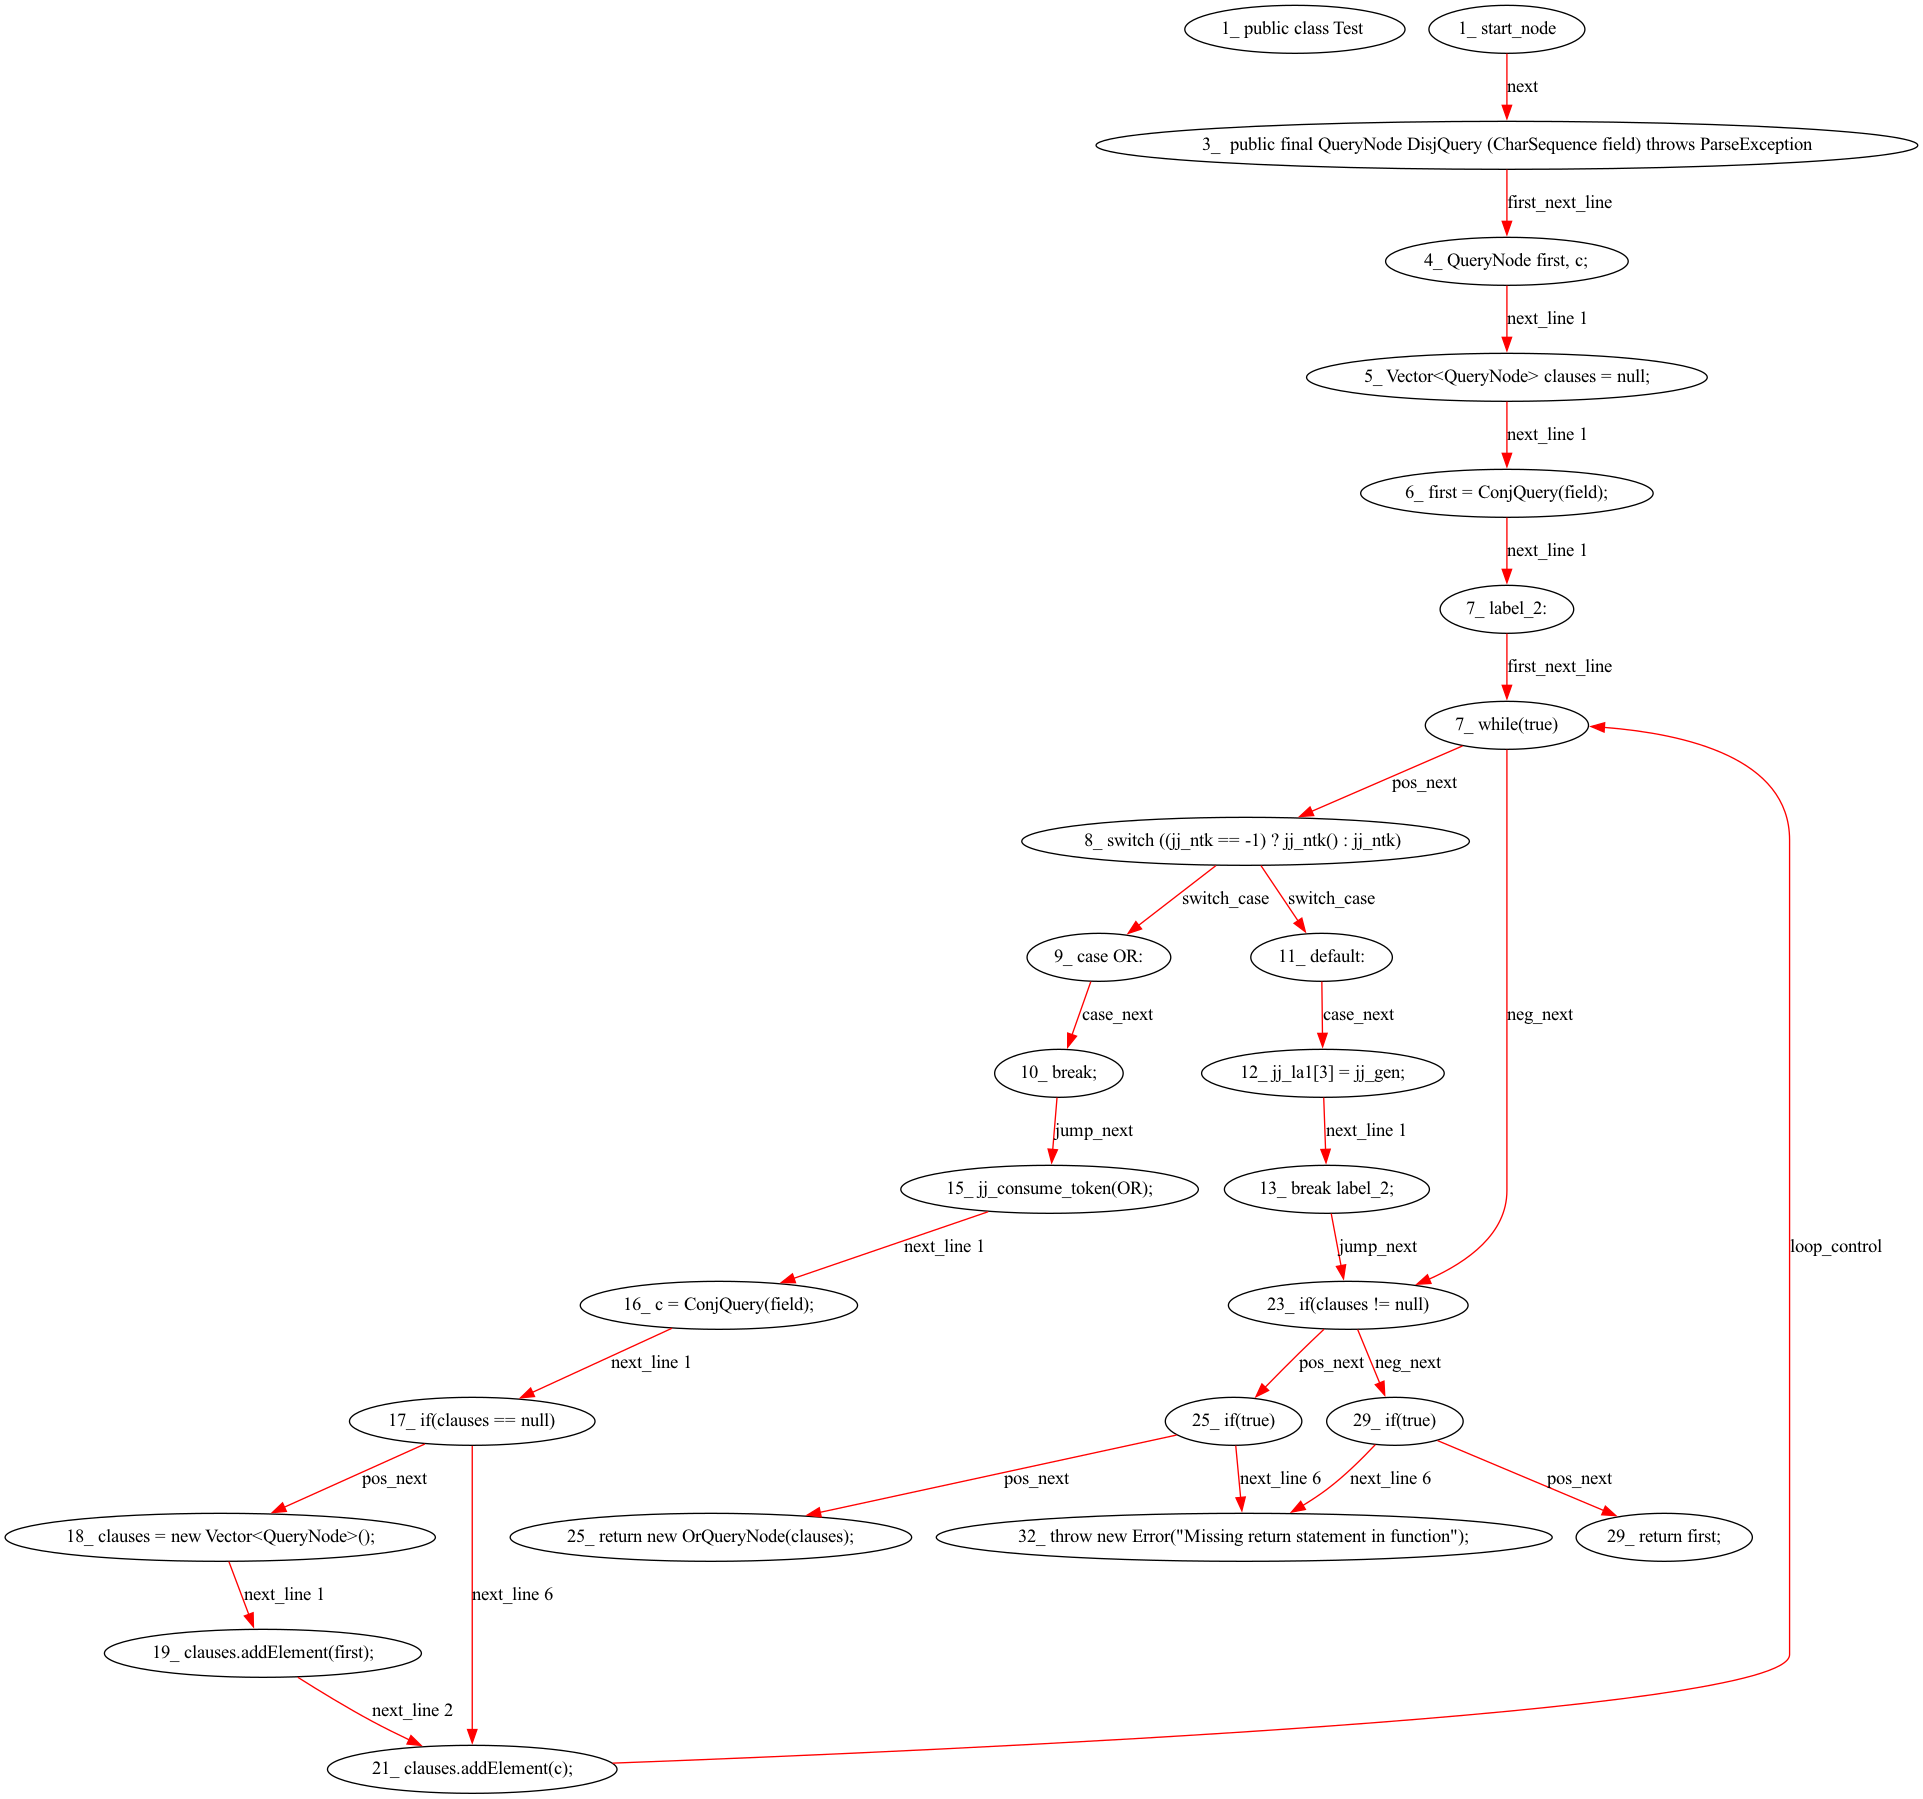 1_ public class Test
1_ start_node
next
3_  public final QueryNode DisjQuery (CharSequence field) throws ParseException
first_next_line
4_ QueryNode first, c;
next_line 1
5_ Vector<QueryNode> clauses = null;
next_line 1
6_ first = ConjQuery(field);
next_line 1
7_ label_2:
first_next_line
7_ while(true)
pos_next
8_ switch ((jj_ntk == -1) ? jj_ntk() : jj_ntk)
switch_case
switch_case
9_ case OR:
11_ default:
case_next
case_next
neg_next
10_ break;
12_ jj_la1[3] = jj_gen;
jump_next
next_line 1
15_ jj_consume_token(OR);
13_ break label_2;
next_line 1
jump_next
loop_control
16_ c = ConjQuery(field);
23_ if(clauses != null)
next_line 1
pos_next
neg_next
17_ if(clauses == null)
25_ if(true)
29_ if(true)
pos_next
pos_next
next_line 6
next_line 6
pos_next
18_ clauses = new Vector<QueryNode>();
25_ return new OrQueryNode(clauses);
32_ throw new Error("Missing return statement in function");
29_ return first;
next_line 1
next_line 6
19_ clauses.addElement(first);
next_line 2
21_ clauses.addElement(c);